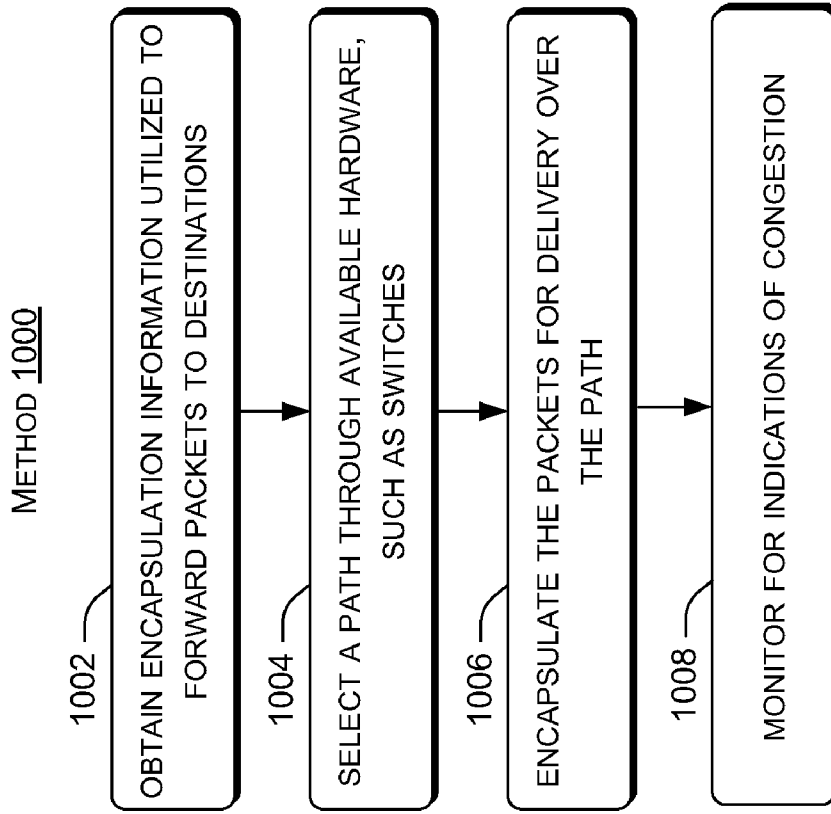 METHOD 1000
1002
OBTAIN ENCAPSULATION INFORMATION UTILIZED TO
FORWARD PACKETS TO DESTINATIONS
1004
SELECT A PATH THROUGH AVAILABLE HARDWARE,
SUCH AS SWITCHES
1006
ENCAPSULATE THE PACKETS FOR DELIVERY OVER
THE PATH
1008
MONITOR FOR INDICATIONS OF CONGESTION